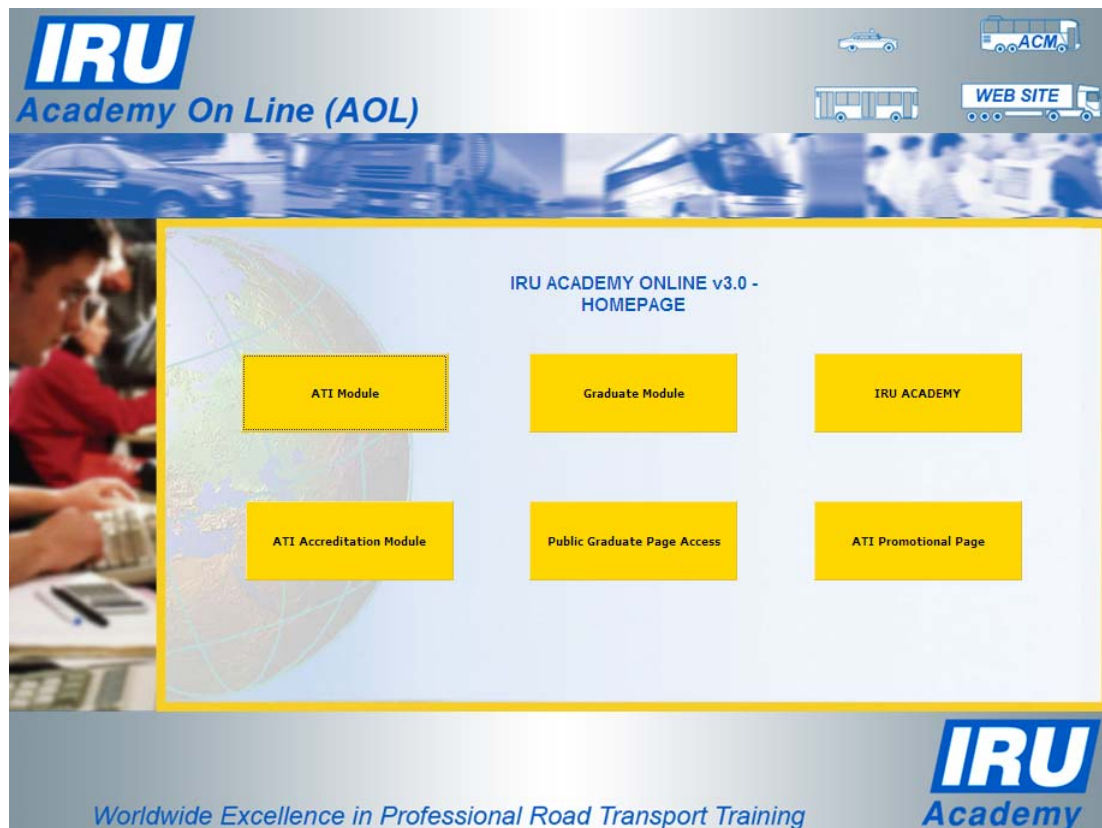 IRU
Academy On Line (AOL)
ACM
WEB SITE
IRU ACADEMY ONLINE v3.0 -
HOMEPAGE
ATI Module
Graduate Module
IRU ACADEMY
ATI Accreditation Module
Public Graduate Page Access
ATI Promotional Page
IRU
Academy
Worldwide Excellence in Professional Road Transport Training